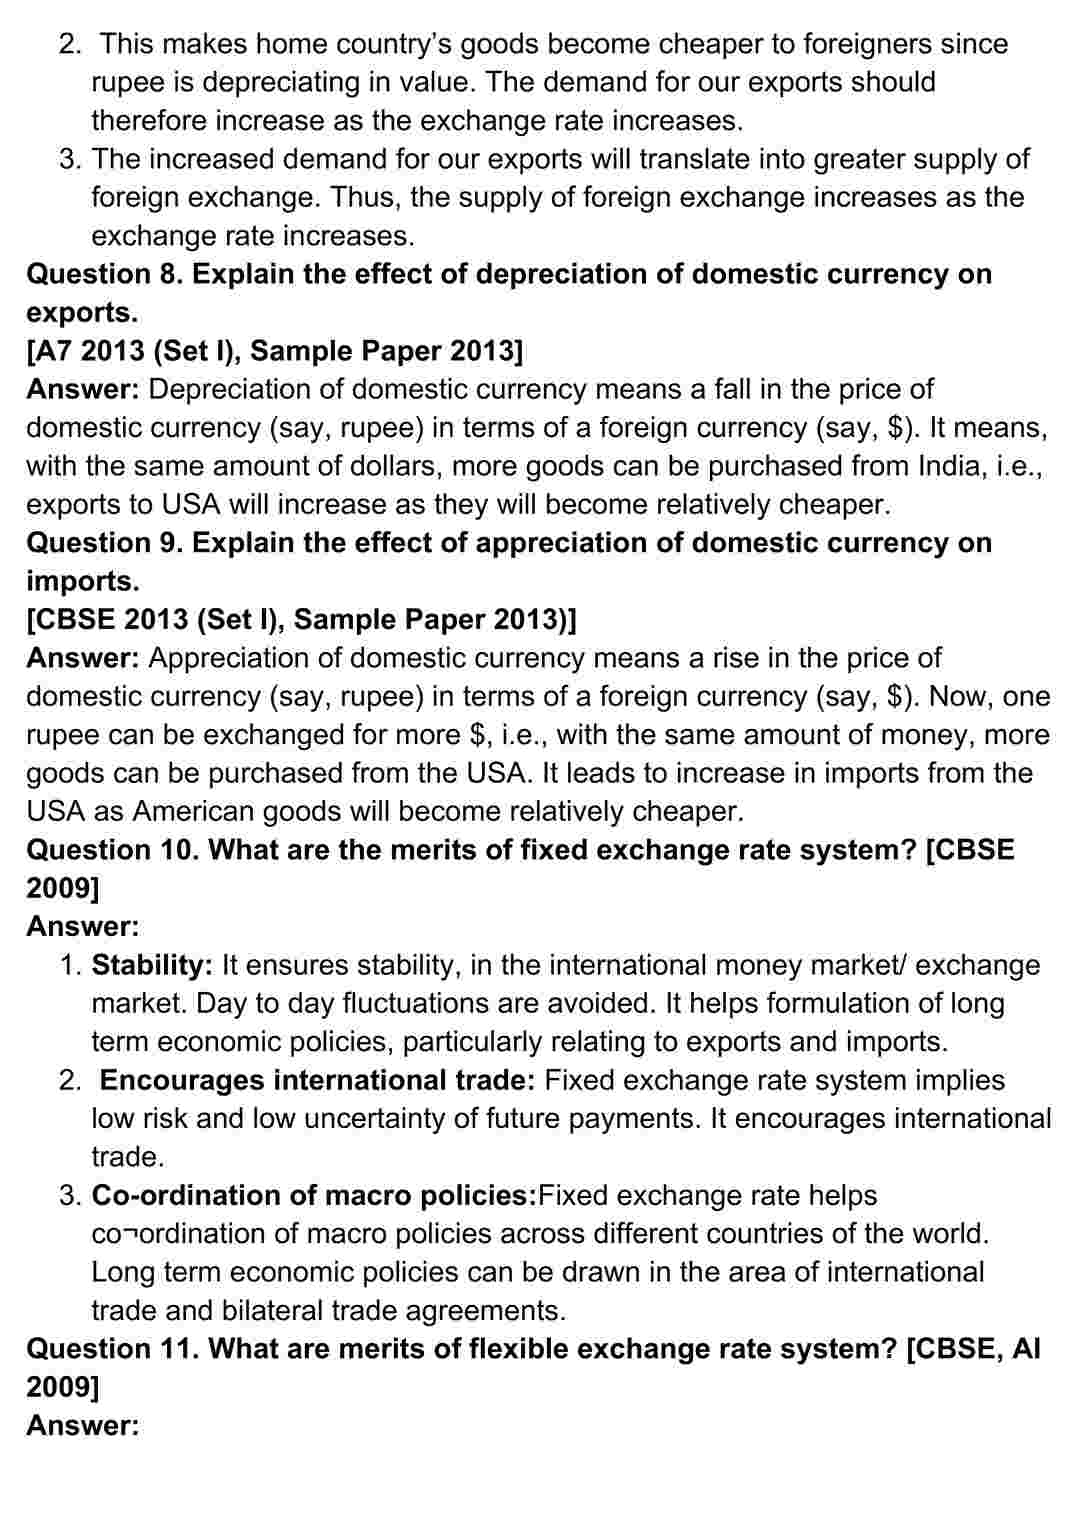 2. This makes home country’s goods become cheaper to foreigners since
rupee is depreciating in value. The demand for our exports should
therefore increase as the exchange rate increases.
3. The increased demand for our exports will translate into greater supply of
foreign exchange. Thus, the supply of foreign exchange increases as the
exchange rate increases.
Question 8. Explain the effect of depreciation of domestic currency on
exports.
[A7 2013 (Set I), Sample Paper 2013]
Answer: Depreciation of domestic currency means a fall in the price of
domestic currency (say, rupee) in terms of a foreign currency (say, $). It means,
with the same amount of dollars, more goods can be purchased from India, i.e.,
exports to USA will increase as they will become relatively cheaper.
Question 9. Explain the effect of appreciation of domestic currency on
imports.
[CBSE 2013 (Set I), Sample Paper 2013)]
Answer: Appreciation of domestic currency means a rise in the price of
domestic currency (say, rupee) in terms of a foreign currency (say, $). Now, one
rupee can be exchanged for more $, i.e., with the same amount of money, more
goods can be purchased from the USA. It leads to increase in imports from the
USA as American goods will become relatively cheaper.
Question 10. What are the merits of fixed exchange rate system? [CBSE
2009]
Answer:
1. Stability: It ensures stability, in the international money market/ exchange
market. Day to day fluctuations are avoided. It helps formulation of long
term economic policies, particularly relating to exports and imports.
2. Encourages international trade: Fixed exchange rate system implies
low risk and low uncertainty of future payments. It encourages international
trade.
3. Co-ordination of macro policies:Fixed exchange rate helps
co¬ordination of macro policies across different countries of the world.
Long term economic policies can be drawn in the area of international
trade and bilateral trade agreements.
Question 11. What are merits of flexible exchange rate system? [CBSE, AI
2009]
Answer: